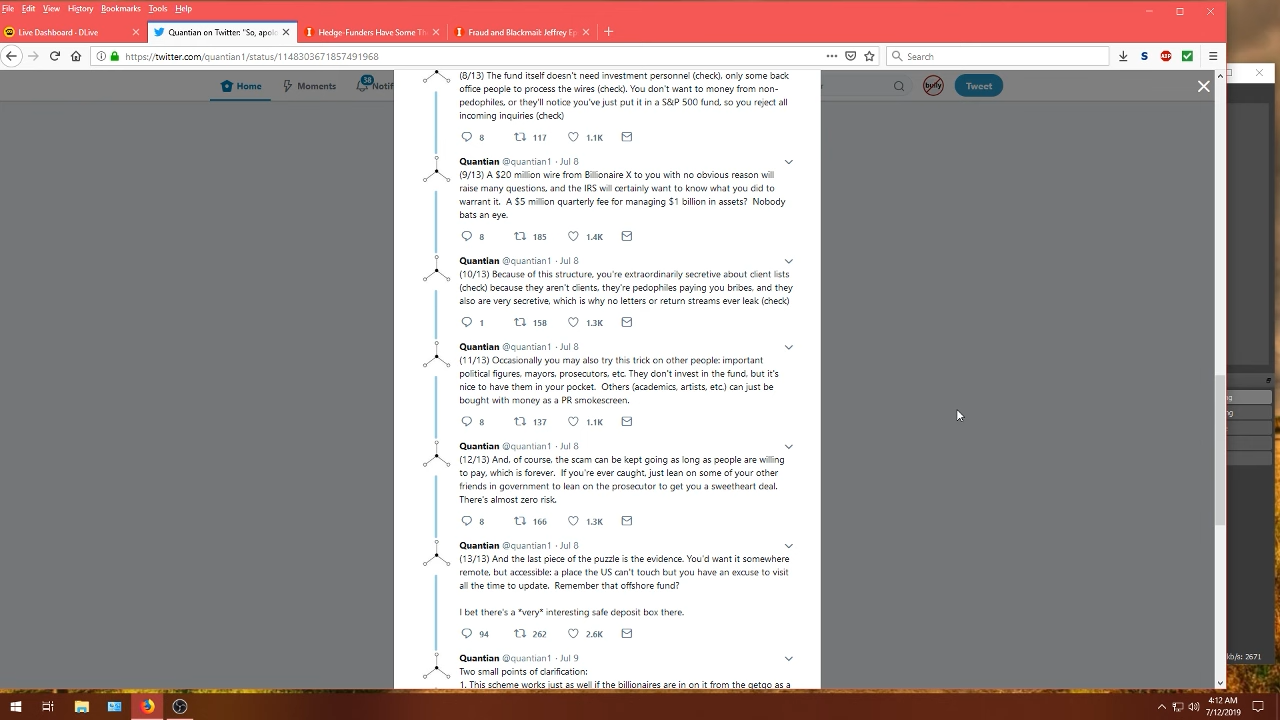 File Edit View History Bookmarks Tools Help
Live Dashboard - DLive
Quantian on Twitter: "So, apolo
Hedge-Funders Have Some Th
Fraud and Blackmail: Jeffrey Ep
https://twitter.com/quantian1/status/1148303671857491968
Search
S
ABP
Home
Moments
38
Notif
bully
Tweet
(8/13) The fund itself doesn't need investment personnel (check), only some back
office people to process the wires (check). You don't want to money from non-
pedophiles, or they'll notice you've just put it in a S&P 500 fund, so you reject all
incoming inquiries (check)
8 117 1.1K
Quantian @quantian1 · Jul 8
(9/13) A $20 million wire from Billionaire X to you with no obvious reason will
raise many questions, and the IRS will certainly want to know what you did to
warrant it. A $5 million quarterly fee for managing $1 billion in assets? Nobody
bats an eye.
8 185 1.4K
Quantian @quantian1 · Jul 8
(10/13) Because of this structure, you're extraordinarily secretive about client lists
(check) because they aren't clients, they're pedophiles paying you bribes, and they
also are very secretive, which is why no letters or return streams ever leak (check)
1 158 1.3K
Quantian @quantian1 · Jul 8
(11/13) Occasionally you may also try this trick on other people: important
political figures, mayors, prosecutors, etc. They don't invest in the fund, but it's
nice to have them in your pocket. Others (academics, artists, etc.) can just be
bought with money as a PR smokescreen.
8 137 1.1K
Quantian @quantian1 · Jul 8
(12/13) And, of course, the scam can be kept going as long as people are willing
to pay, which is forever. If you're ever caught, just lean on some of your other
friends in government to lean on the prosecutor to get you a sweetheart deal.
There's almost zero risk.
8 166 1.3K
Quantian @quantian1 · Jul 8
(13/13) And the last piece of the puzzle is the evidence. You'd want it somewhere
remote, but accessible: a place the US can't touch but you have an excuse to visit
all the time to update. Remember that offshore fund?
I bet there's a *very* interesting safe deposit box there.
94 262 2.6K
Quantian @quantian1 · Jul 9
Two small points of clarification:
1. This scheme works just as well if the billionaires are in on it from the getgo as a
kb/s: 2671
4:12 AM
7/12/2019